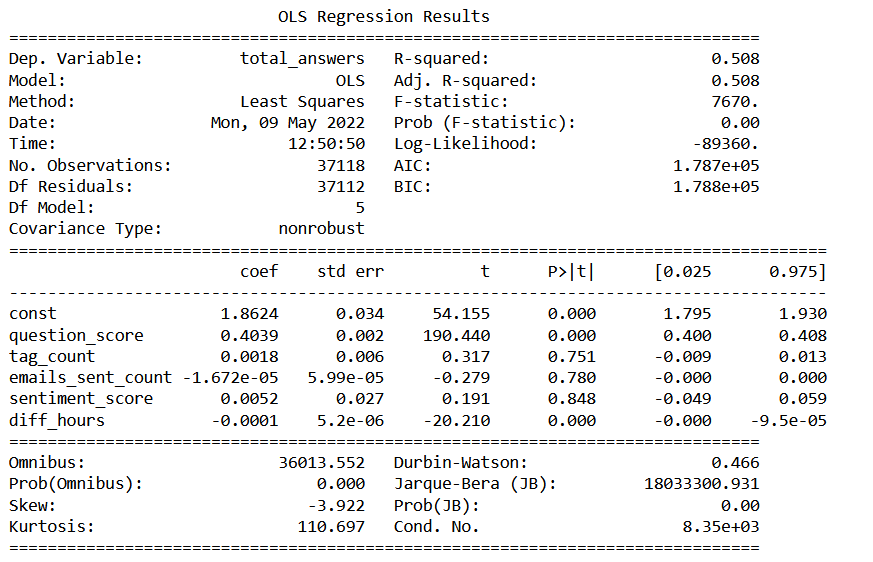 OLS Regression Results
==============================================================================
Dep. Variable:          total_answers   R-squared:                       0.508
Model:                            OLS   Adj. R-squared:                  0.508
Method:                 Least Squares   F-statistic:                     7670.
Date:                Mon, 09 May 2022   Prob (F-statistic):               0.00
Time:                        12:50:50   Log-Likelihood:                -89360.
No. Observations:               37118   AIC:                         1.787e+05
Df Residuals:                   37112   BIC:                         1.788e+05
Df Model:                           5
Covariance Type:            nonrobust
=====================================================================================
                        coef    std err          t      P>|t|      [0.025      0.975]
-------------------------------------------------------------------------------------
const                 1.8624      0.034     54.155      0.000       1.795       1.930
question_score        0.4039      0.002    190.440      0.000       0.400       0.408
tag_count             0.0018      0.006      0.317      0.751      -0.009       0.013
emails_sent_count -1.672e-05   5.99e-05     -0.279      0.780      -0.000       0.000
sentiment_score       0.0052      0.027      0.191      0.848      -0.049       0.059
diff_hours           -0.0001    5.2e-06    -20.210      0.000      -0.000    -9.5e-05
==============================================================================
Omnibus:                    36013.552   Durbin-Watson:                   0.466
Prob(Omnibus):                  0.000   Jarque-Bera (JB):         18033300.931
Skew:                          -3.922   Prob(JB):                         0.00
Kurtosis:                     110.697   Cond. No.                     8.35e+03
==============================================================================